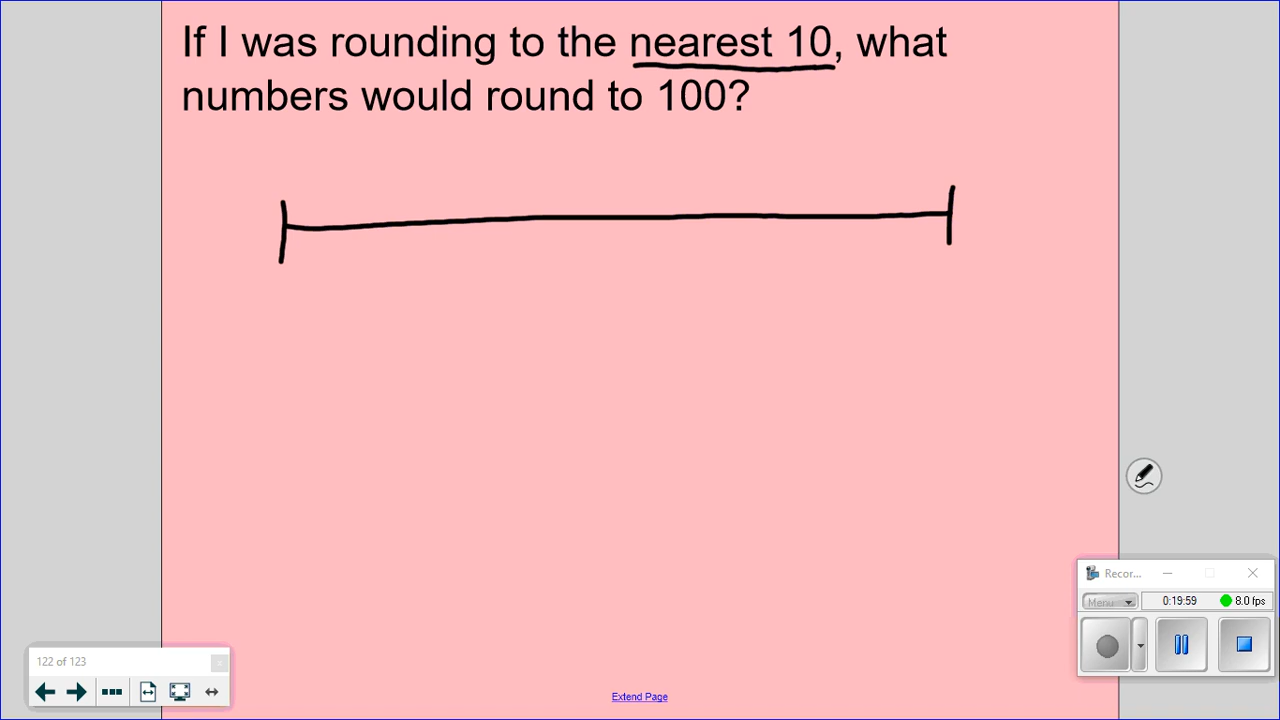 If I was rounding to the nearest 10, what
numbers would round to 100?
Recor...
Menu
0:19:59
8.0 fps
122 of 123
Extend Page